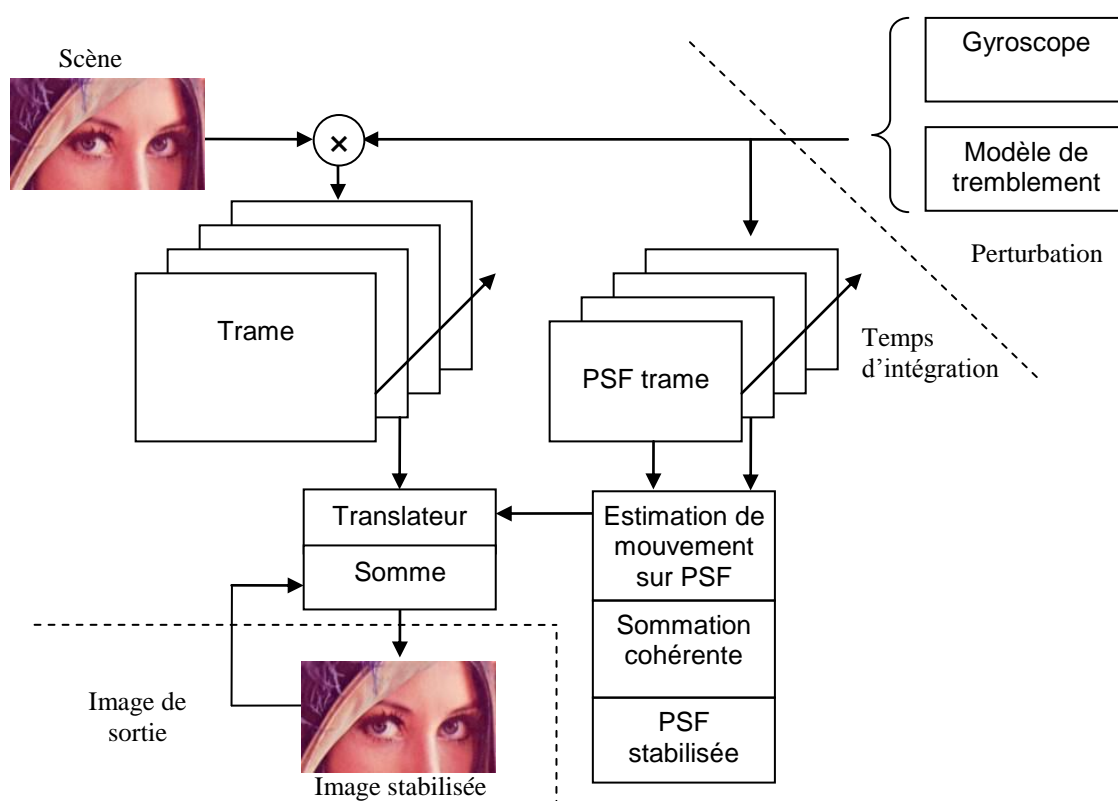 Scène
Gyroscope
×
Modèle de
tremblement
Perturbation
Trame
PSF trame
Temps
d’intégration
Translateur
Somme
Estimation de
mouvement
sur PSF
Sommation
cohérente
PSF
stabilisée
Image de
sortie
Image stabilisée